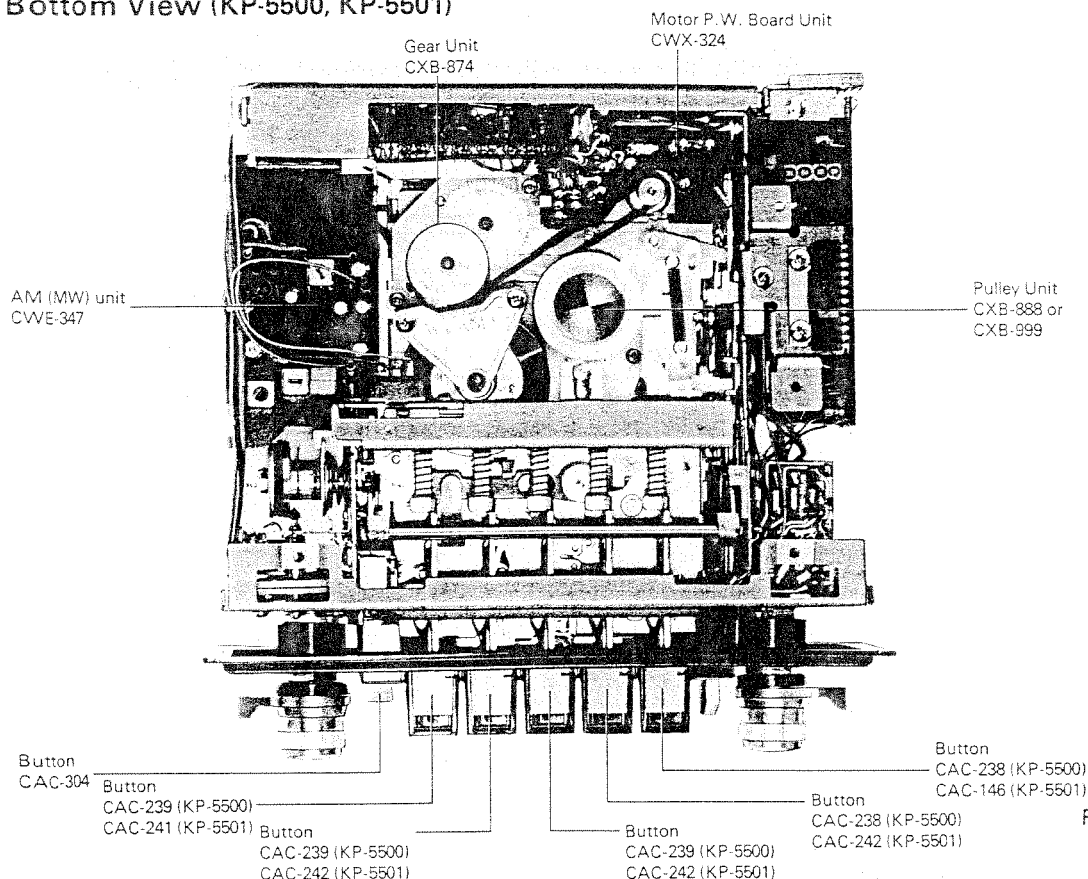 Bottom View (KP-5500, KP-5501)
Motor P.W. Board Unit
CWX-324
Gear Unit
CXB-874
AM (MW) unit
CWE-347
Pulley Unit
CXB-888 or
CXB-999
Button
CAC-304
Button
CAC-239 (KP-5500)
CAC-241 (KP-5501)
Button
CAC-239 (KP-5500)
CAC-242 (KP-5501)
Button
CAC-239 (KP-5500)
CAC-242 (KP-5501)
Button
CAC-238 (KP-5500)
CAC-242 (KP-5501)
Button
CAC-238 (KP-5500)
CAC-146 (KP-5501)
F